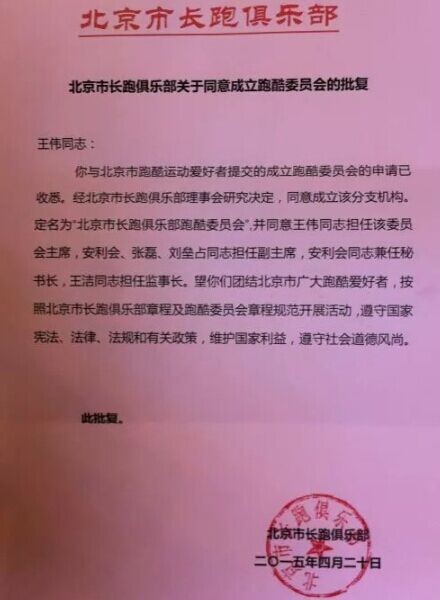 北京市长跑俱乐部
北京市长跑俱乐部关于同意成立跑酷委员会的批复
王伟同志：
你与北京市跑酷运动爱好者提交的成立跑酷委员会的申请已
收悉。经北京市长跑俱乐部理事会研究决定，同意成立该分支机构。
定名为“北京市长跑俱乐部跑酷委员会”，并同意王伟同志担任该委
员会主席，安利会、张磊、刘垒占同志担任副主席，安利会同志兼任秘
书长，王洁同志担任监事长。望你们团结北京市广大跑酷爱好者，按
照北京市长跑俱乐部章程及跑酷委员会章程规范开展活动，遵守国家
宪法、法律、法规和有关政策，维护国家利益，遵守社会道德风尚。
此批复。
北京市长跑俱乐部
二〇一五年四月二十日
北京市长跑俱乐部